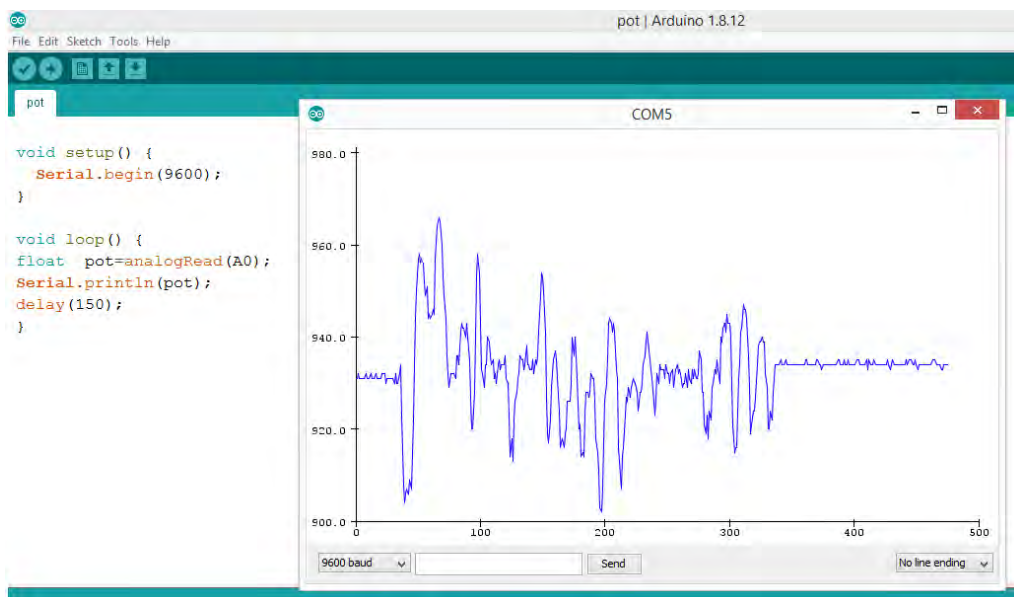 pot | Arduino 1.8.12
File Edit Sketch Tools Help
pot
void setup() {
  Serial.begin(9600);
}
void loop() {
float  pot=analogRead(A0);
Serial.println(pot);
delay(150);
}
COM5
980.0
960.0
940.0
920.0
900.0
0 100 200 300 400 500
9600 baud Send No line ending